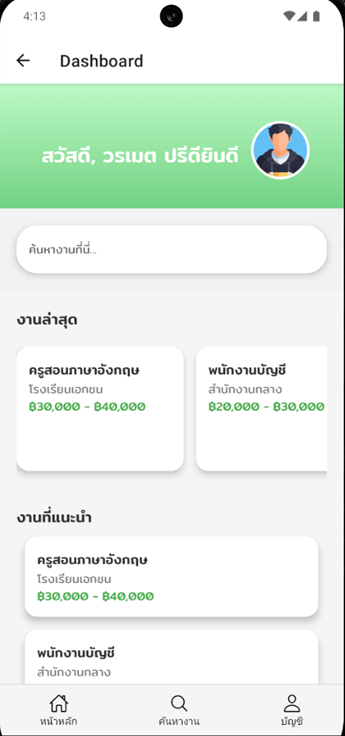 4:13
Dashboard
สวัสดี, วรเมต ปรีดียินดี
ค้นหางานที่นี่...
งานล่าสุด
ครูสอนภาษาอังกฤษ
โรงเรียนเอกชน
฿30,000 - ฿40,000
พนักงานบัญชี
สำนักงานกลาง
฿20,000 - ฿30,000
งานที่แนะนำ
ครูสอนภาษาอังกฤษ
โรงเรียนเอกชน
฿30,000 - ฿40,000
พนักงานบัญชี
สำนักงานกลาง
หน้าหลัก
ค้นหางาน
บัญชี